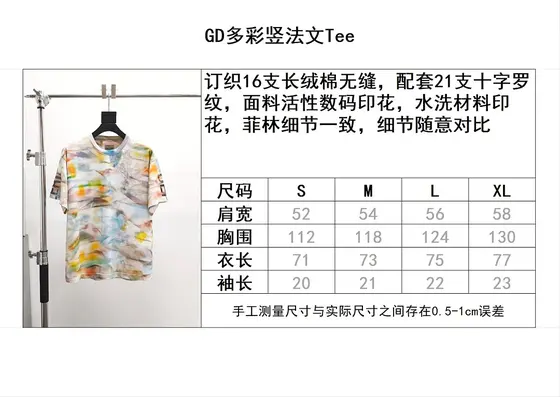 GD多彩竖法文Tee
订织16支长绒棉无缝，配套21支十字罗
纹，面料活性数码印花，水洗材料印
花，菲林细节一致，细节随意对比
尺码 S M L XL
肩宽 52 54 56 58
胸围 112 118 124 130
衣长 71 73 75 77
袖长 20 21 22 23
手工测量尺寸与实际尺寸之间存在0.5-1cm误差